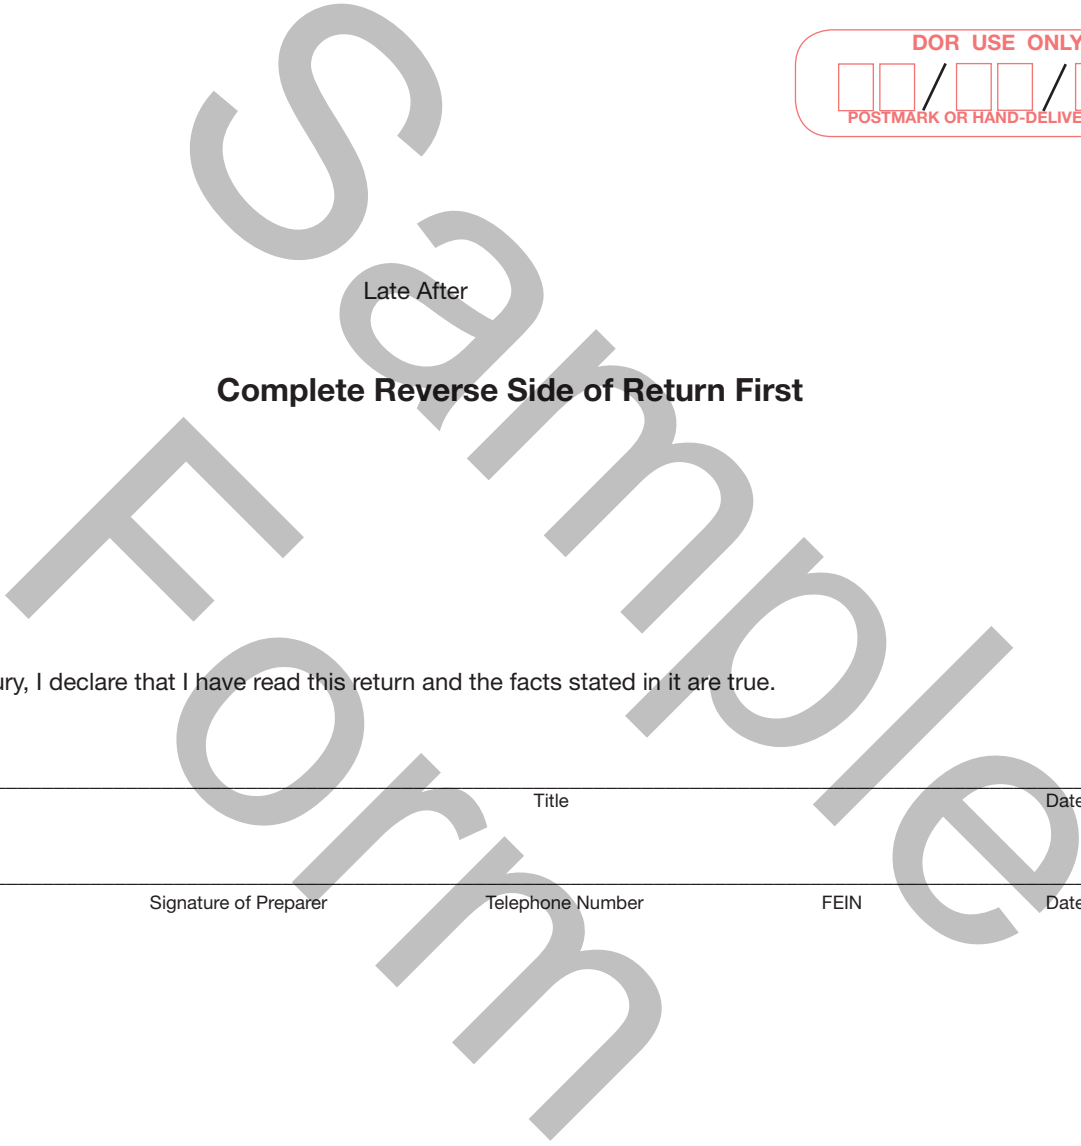 DOR USE ONLY
/ /
POSTMARK OR HAND-DELIVE
Late After
Complete Reverse Side of Return First
ury, I declare that I have read this return and the facts stated in it are true.
Title Date
Signature of Preparer Telephone Number FEIN Date
Sample
Form